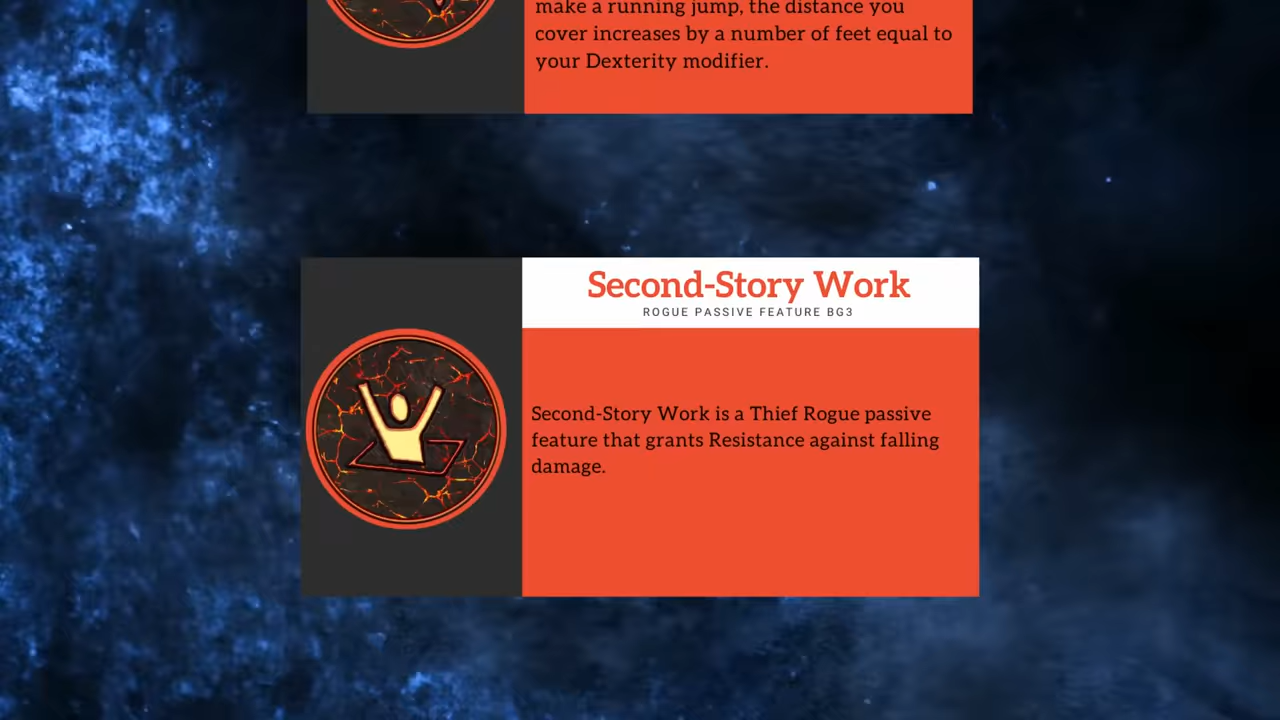 make a running jump, the distance you
cover increases by a number of feet equal to
your Dexterity modifier.
Second-Story Work
ROGUE PASSIVE FEATURE BG3
Second-Story Work is a Thief Rogue passive
feature that grants Resistance against falling
damage.